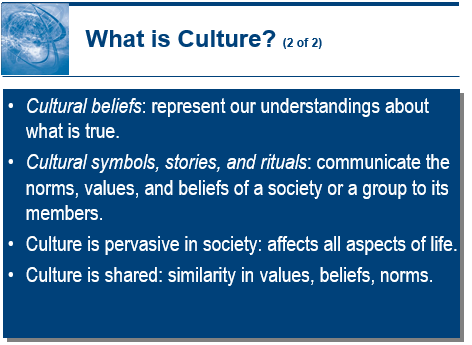 What is Culture? (2 of 2)
• Cultural beliefs: represent our understandings about
what is true.
• Cultural symbols, stories, and rituals: communicate the
norms, values, and beliefs of a society or a group to its
members.
• Culture is pervasive in society: affects all aspects of life.
• Culture is shared: similarity in values, beliefs, norms.